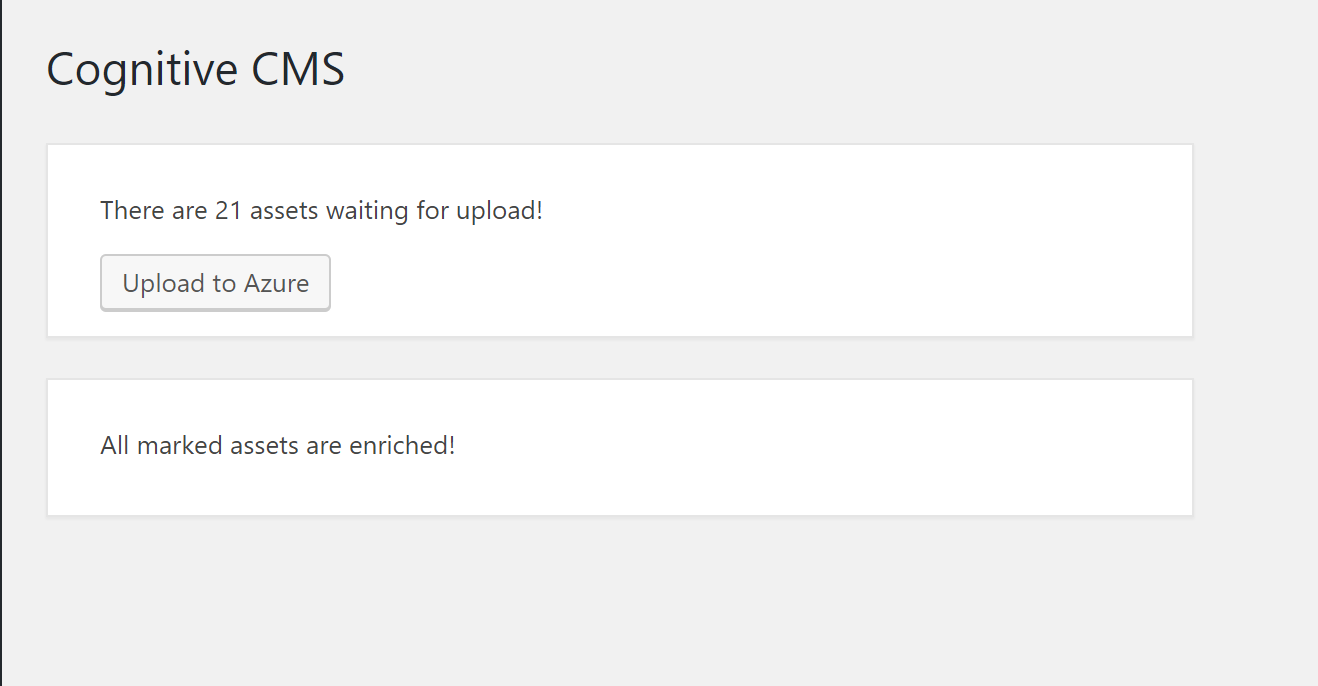 Cognitive CMS
There are 21 assets waiting for upload!
Upload to Azure
All marked assets are enriched!